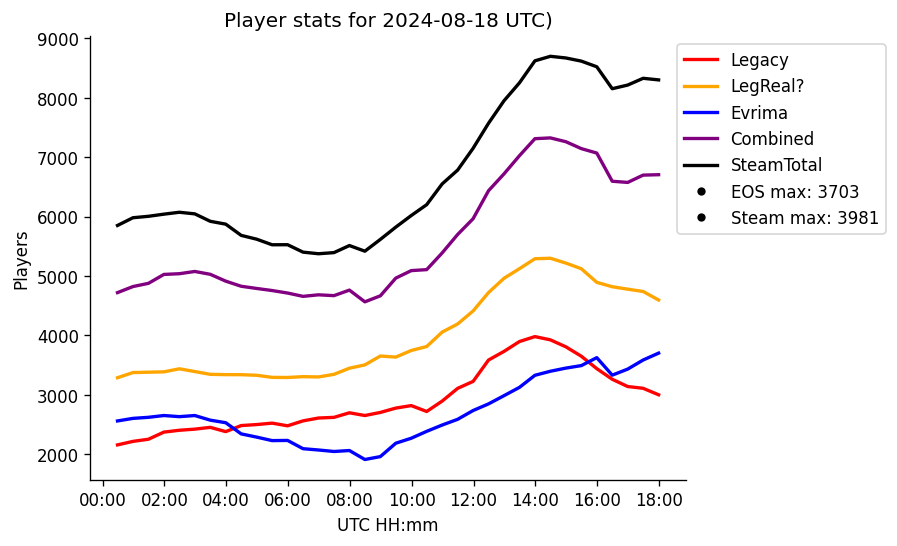 Player stats for 2024-08-18 UTC)
9000
8000
7000
6000
5000
4000
3000
2000
Players
00:00 02:00 04:00 06:00 08:00 10:00 12:00 14:00 16:00 18:00
UTC HH:mm
Legacy
LegReal?
Evrima
Combined
SteamTotal
EOS max: 3703
Steam max: 3981